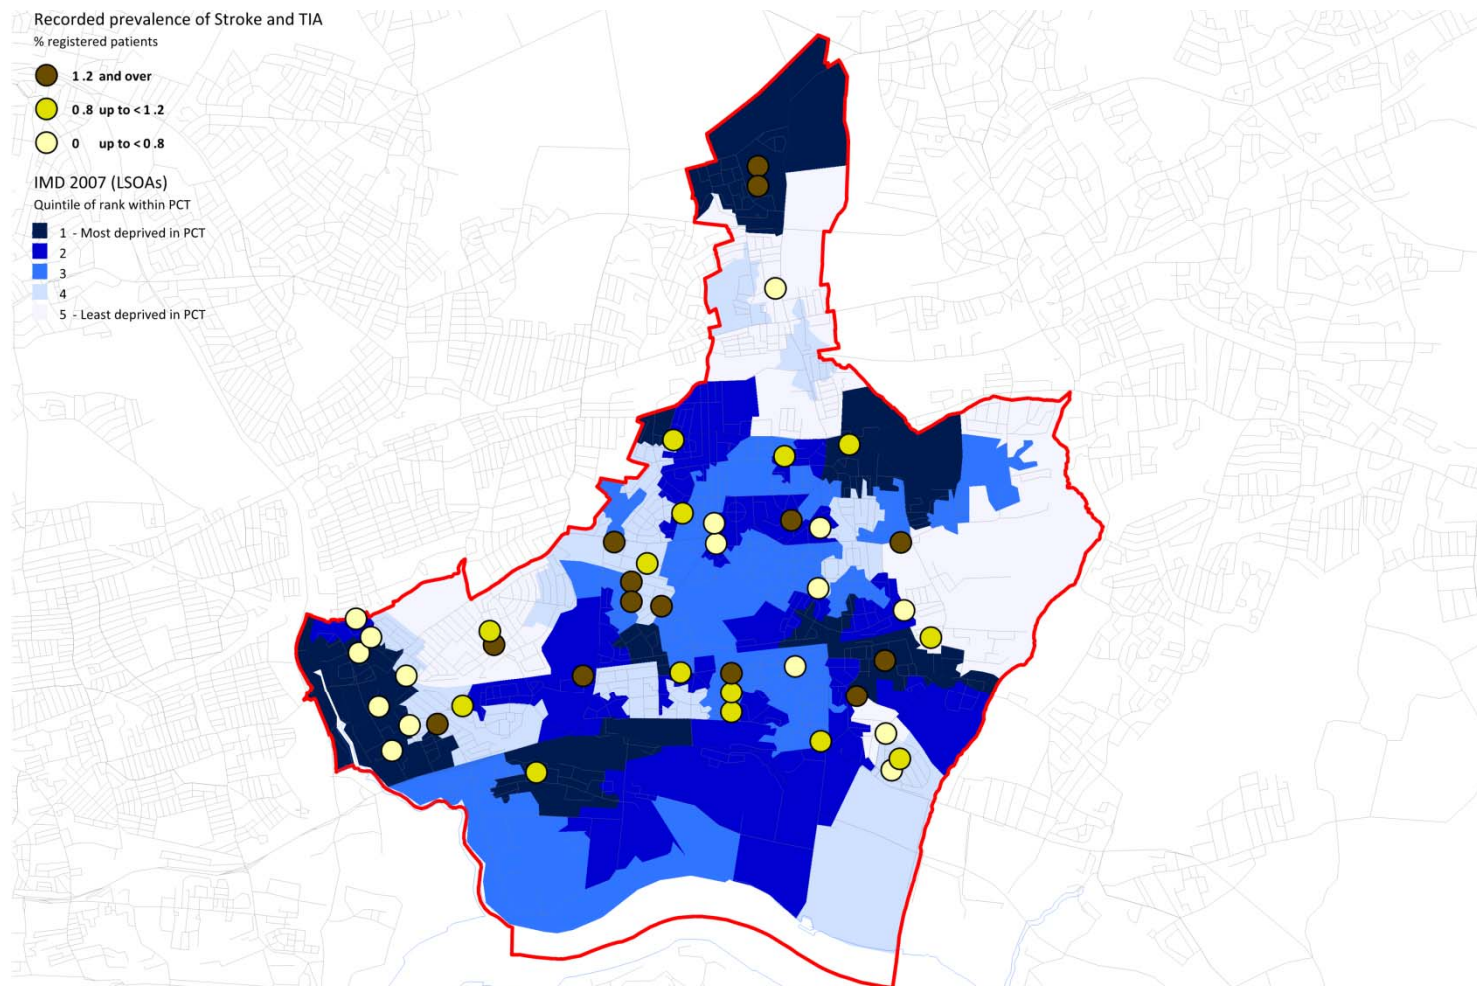 Recorded prevalence of Stroke and TIA
% registered patients
1.2 and over
0.8 up to < 1.2
0 up to < 0.8
IMD 2007 (LSOAs)
Quintile of rank within PCT
1 - Most deprived in PCT
2
3
4
5 - Least deprived in PCT